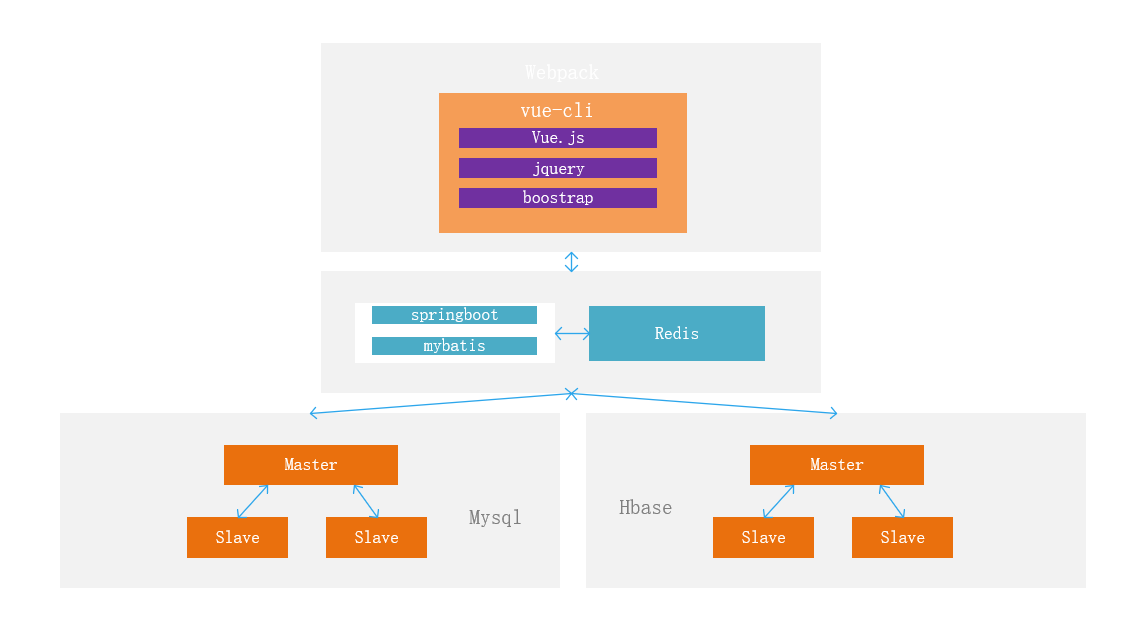 Webpack
vue-cli
Vue.js
jquery
boostrap
springboot
mybatis
Redis
Master
Slave
Slave
Mysql
Master
Hbase
Slave
Slave